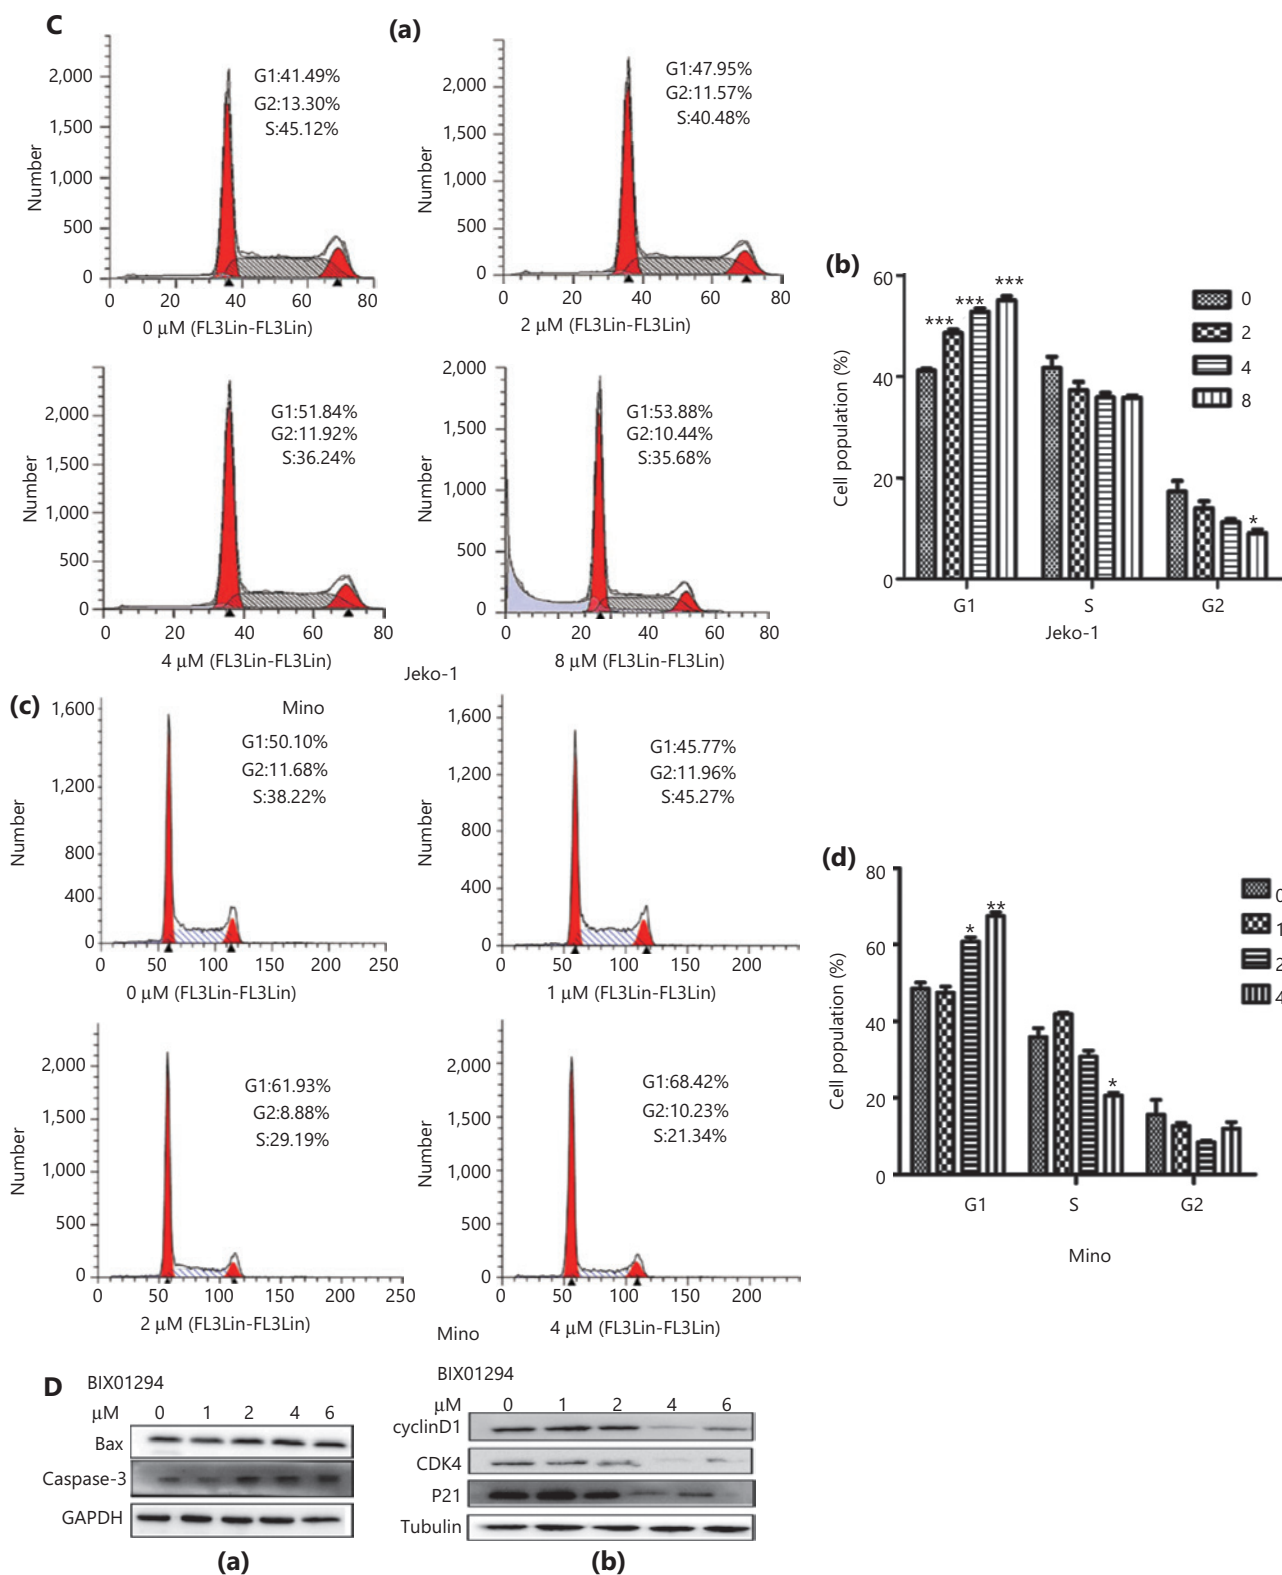 C
(a)
2,000
1,500
1,000
500
0
Number
G1:41.49%
G2:13.30%
S:45.12%
0 20 40 60 80
0 μM (FL3Lin-FL3Lin)
2,000
1,500
1,000
500
0
Number
G1:47.95%
G2:11.57%
S:40.48%
0 20 40 60 80
2 μM (FL3Lin-FL3Lin)
2,000
1,500
1,000
500
0
Number
G1:51.84%
G2:11.92%
S:36.24%
0 20 40 60 80
4 μM (FL3Lin-FL3Lin)
2,000
1,500
1,000
500
0
Number
G1:53.88%
G2:10.44%
S:35.68%
0 20 40 60 80
8 μM (FL3Lin-FL3Lin)
Jeko-1
(b)
60
40
20
0
Cell population (%)
*** *** ***
*
0
2
4
8
G1 S G2
Jeko-1
(c)
Mino
1,600
1,200
800
400
0
Number
G1:50.10%
G2:11.68%
S:38.22%
0 50 100 150 200 250
0 μM (FL3Lin-FL3Lin)
1,600
1,200
800
400
0
Number
G1:45.77%
G2:11.96%
S:45.27%
0 50 100 150 200
1 μM (FL3Lin-FL3Lin)
2,000
1,500
1,000
500
0
Number
G1:61.93%
G2:8.88%
S:29.19%
0 50 100 150 200 250
2 μM (FL3Lin-FL3Lin)
2,000
1,500
1,000
500
0
Number
G1:68.42%
G2:10.23%
S:21.34%
0 50 100 150 200
4 μM (FL3Lin-FL3Lin)
Mino
(d)
80
60
40
20
0
Cell population (%)
* **
*
0
1
2
4
G1 S G2
Mino
D
BIX01294
μM 0 1 2 4 6
Bax
Caspase-3
GAPDH
(a)
BIX01294
μM 0 1 2 4 6
cyclinD1
CDK4
P21
Tubulin
(b)